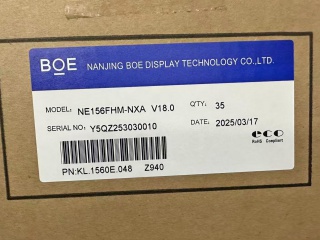 BOE NANJING BOE DISPLAY TECHNOLOGY CO.,LTD.
MODEL: NE156FHM-NXA V18.0 Q'TY: 35
SERIAL NO: Y5QZ253030010 DATE: 2025/03/17
eco
RoHS Compliant
PN:KL.1560E.048 Z940